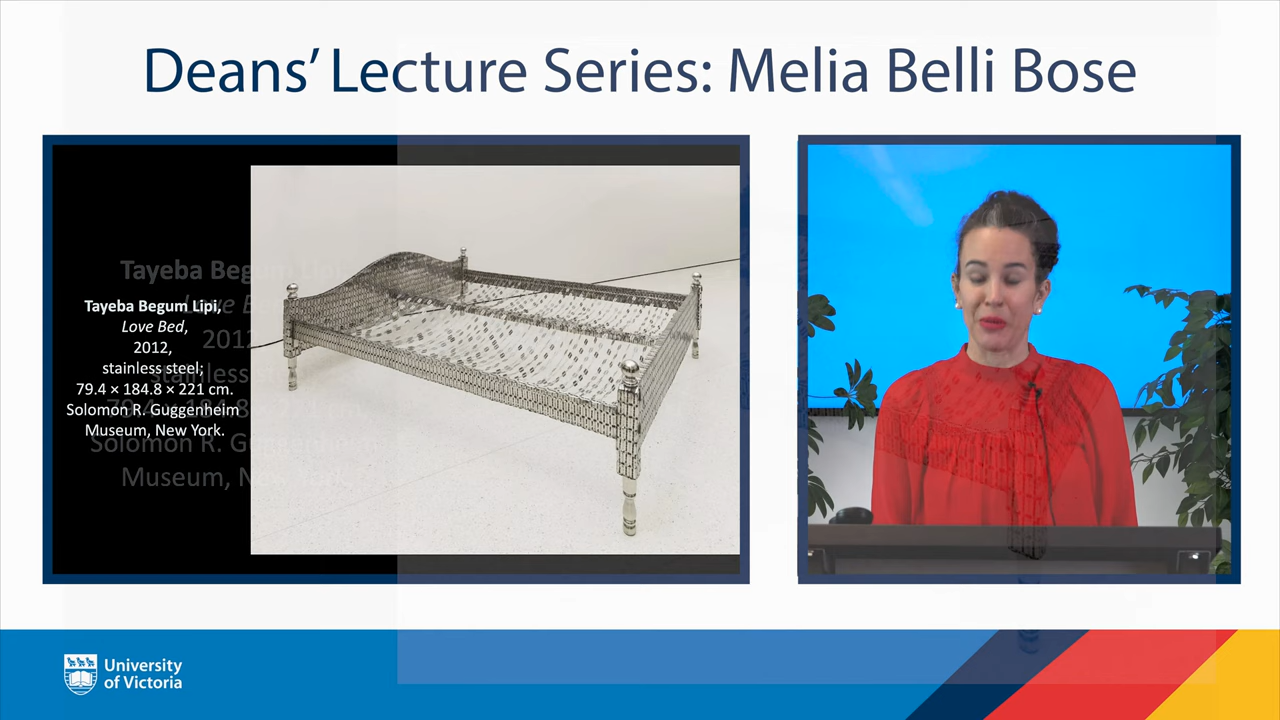 Deans’ Lecture Series: Melia Belli Bose
Tayeba Begum Lipi,
Love Bed,
2012,
stainless steel;
79.4 × 184.8 × 221 cm.
Solomon R. Guggenheim
Museum, New York.
University
of Victoria